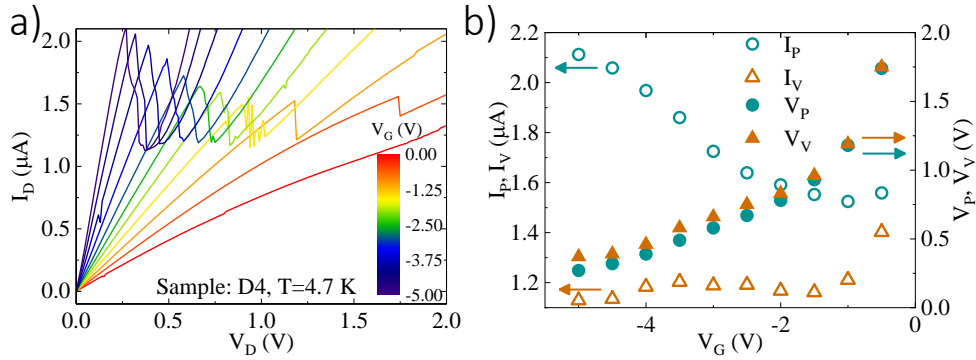 a)
2.0
1.5
1.0
0.5
0.0
I_D (μA)
0.0 0.5 1.0 1.5 2.0
V_D (V)
V_G (V)
0.00
-1.25
-2.50
-3.75
-5.00
Sample: D4, T=4.7 K
b)
2.2
2.1
2.0
1.8
1.6
1.4
1.2
I_P, I_V (μA)
I_P
I_V
V_P
V_V
2.0
1.5
1.0
0.5
0.0
V_P, V_V (V)
-4 -2 0
V_G (V)